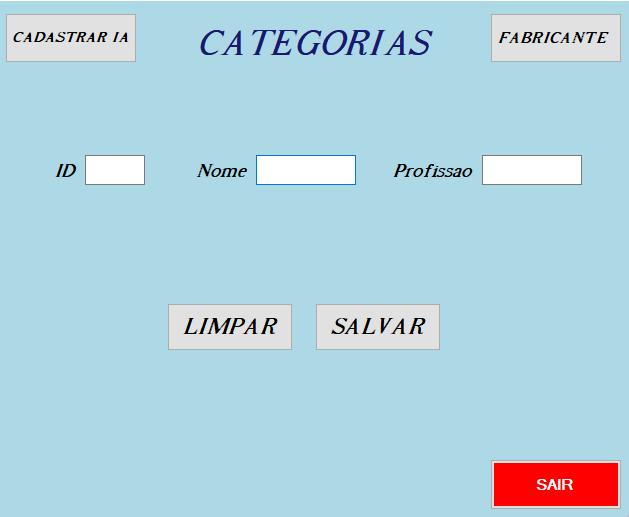 CADASTRAR IA
CATEGORIAS
FABRICANTE
ID
Nome
Profissao
LIMPAR
SALVAR
SAIR